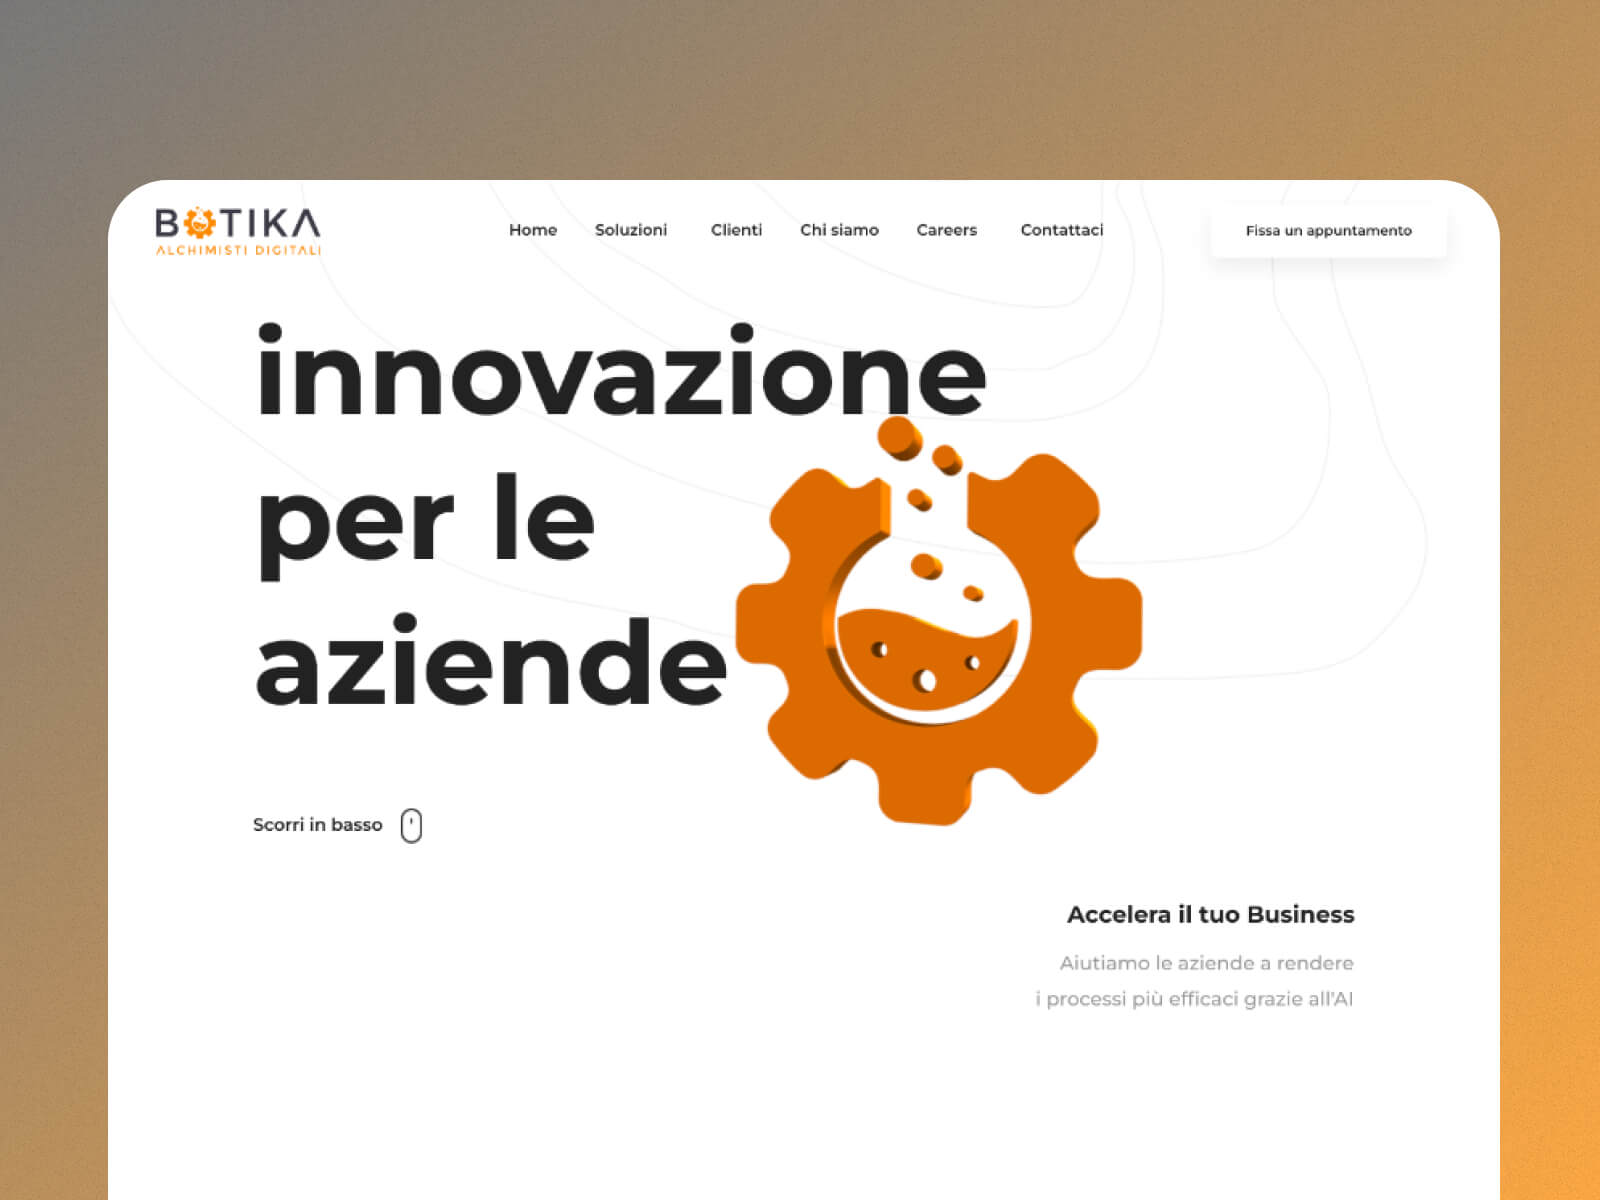 BOTIKA
ALCHIMISTI DIGITALI
Home Soluzioni Clienti Chi siamo Careers Contattaci
Fissa un appuntamento
innovazione
per le
aziende
Scorri in basso
Accelera il tuo Business
Aiutiamo le aziende a rendere
i processi più efficaci grazie all'AI